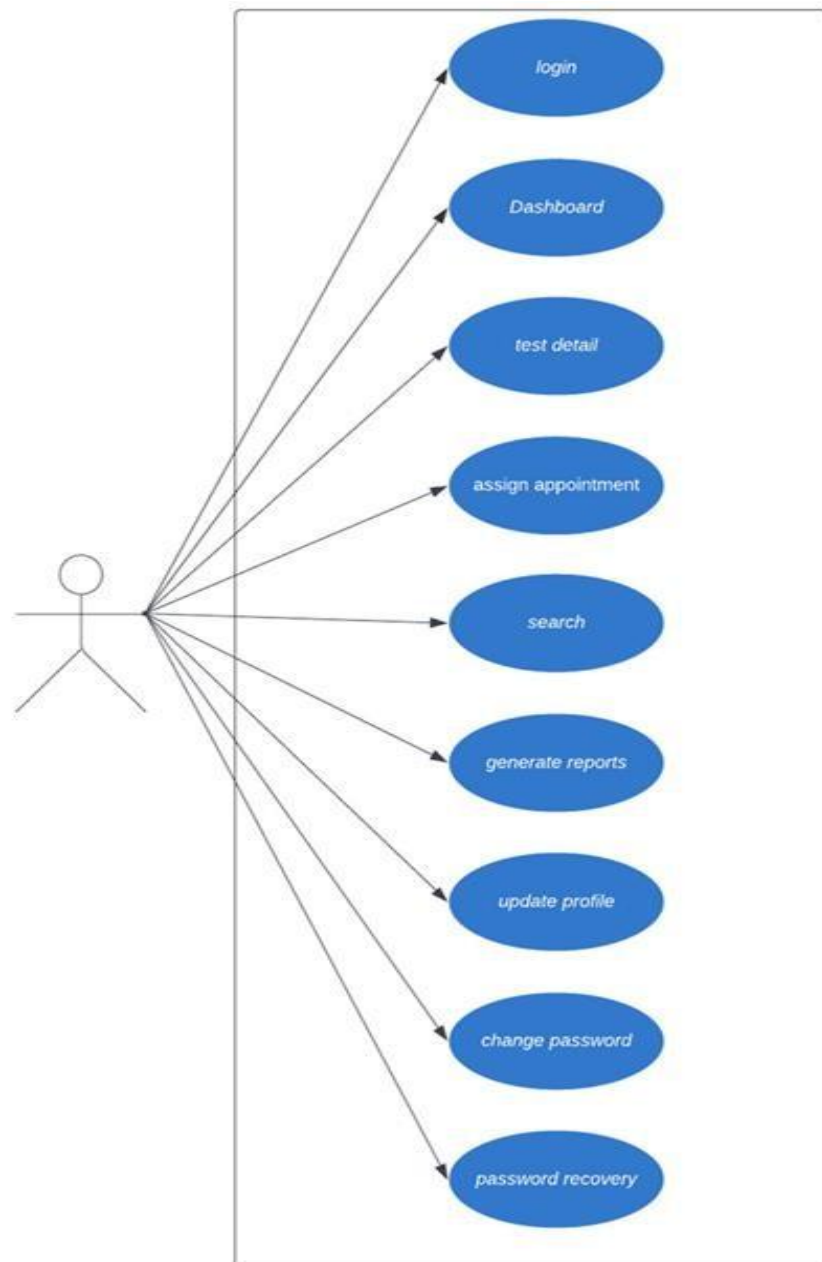 login
Dashboard
test detail
assign appointment
search
generate reports
update profile
change password
password recovery